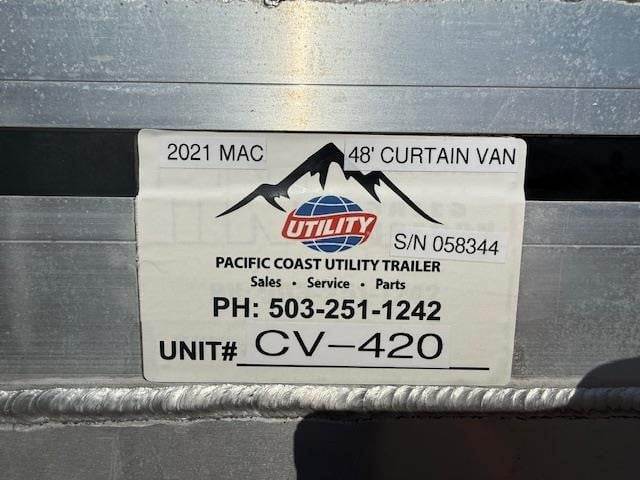 2021 MAC
48' CURTAIN VAN
UTILITY
S/N 058344
PACIFIC COAST UTILITY TRAILER
Sales • Service • Parts
PH: 503-251-1242
UNIT# CV-420